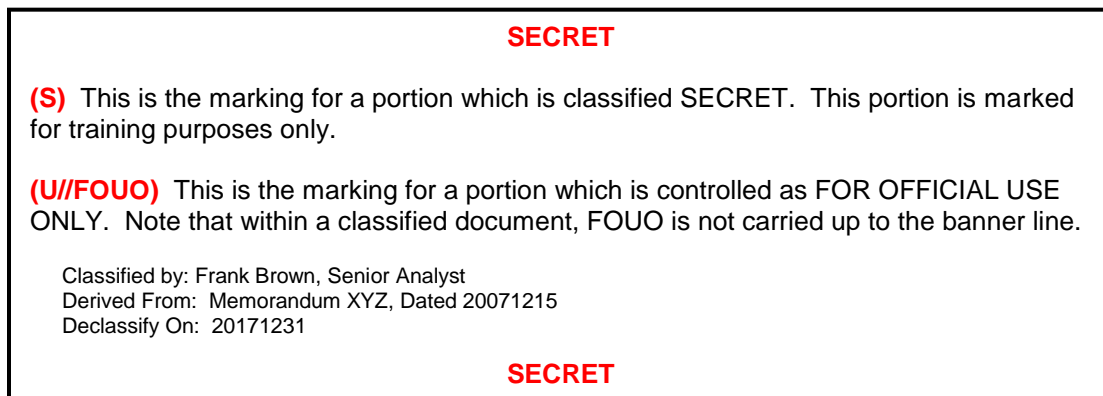 SECRET
(S) This is the marking for a portion which is classified SECRET. This portion is marked
for training purposes only.
(U//FOUO) This is the marking for a portion which is controlled as FOR OFFICIAL USE
ONLY. Note that within a classified document, FOUO is not carried up to the banner line.
Classified by: Frank Brown, Senior Analyst
Derived From: Memorandum XYZ, Dated 20071215
Declassify On: 20171231
SECRET